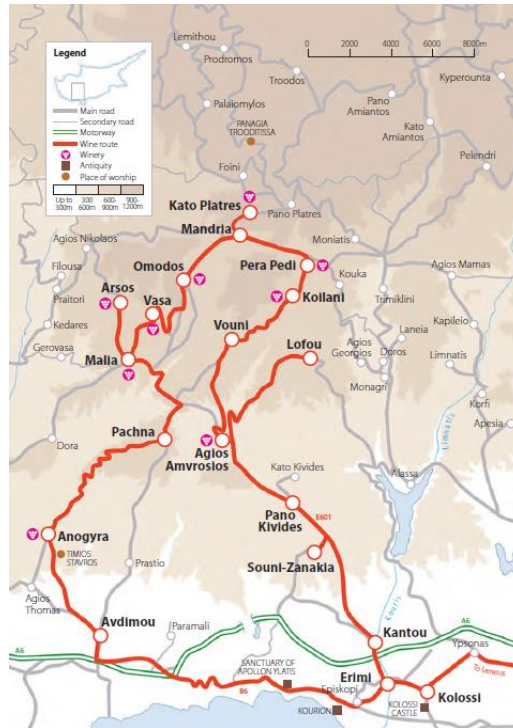 Legend
Main road
Secondary road
Motorway
Wine route
Winery
Antiquity
Place of worship
Up to
300m
300
600m
600-
900m
900-
1200m
0
2000
4000
6000
8000m
Lemithou
Prodromos
Troodos
Kyperounta
Palaiomylos
Pano
Amiantos
PANAGIA
TROODITISSA
Kato
Amiantos
Foini
Pelendri
Kato Platres
Pano Platres
Mandria
Moniatis
Agios Nikolaos
Omodos
Pera Pedi
Filousa
Arsos
Kouka
Agios Mamas
Praitori
Vasa
Koilani
Trimiklini
Kedares
Vouni
Laneia
Kapileio
Gerovasa
Malia
Lofou
Agios
Georgios
Doros
Limnatis
Monagri
Korfi
Pachna
Apesia
Dora
Agios
Amvrosios
Limnatis
Kato Kivides
Alassa
Pano
Kivides
E601
Anogyra
TIMIOS
STAVROS
Souni-Zanakia
Prastio
Agios
Thomas
Kouris
Avdimou
Paramali
Kantou
A6
A6
Ypsonas
SANCTUARY OF
APOLLON YLATIS
To Lemesos
Erimi
Episkopi
B6
KOLOSSI
CASTLE
Kolossi
KOURION